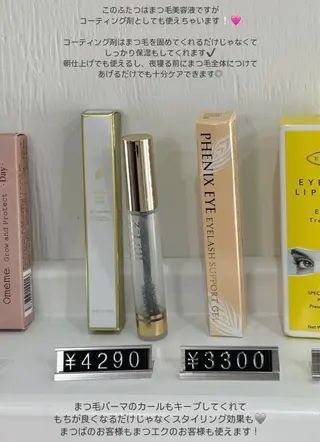 このふたつはまつ毛美容液ですが
コーティング剤としても使えちゃいます！🩷
コーティング剤はまつ毛を固めてくれるだけじゃなくて
しっかり保湿もしてくれます✔
朝仕上げでも使えるし、夜寝る前にまつ毛全体につけて
あげるだけでも十分ケアできます◎
Omeme Grow and Protect ・Day・
PHENIX EYE
EYELASH SUPPORT GEL
EYE
LIP
¥4290
¥3300
まつ毛パーマのカールもキープしてくれて
もちが良くなるだけじゃなくスタイリング効果も🩶
まつぱのお客様もまつエクのお客様も使えます！